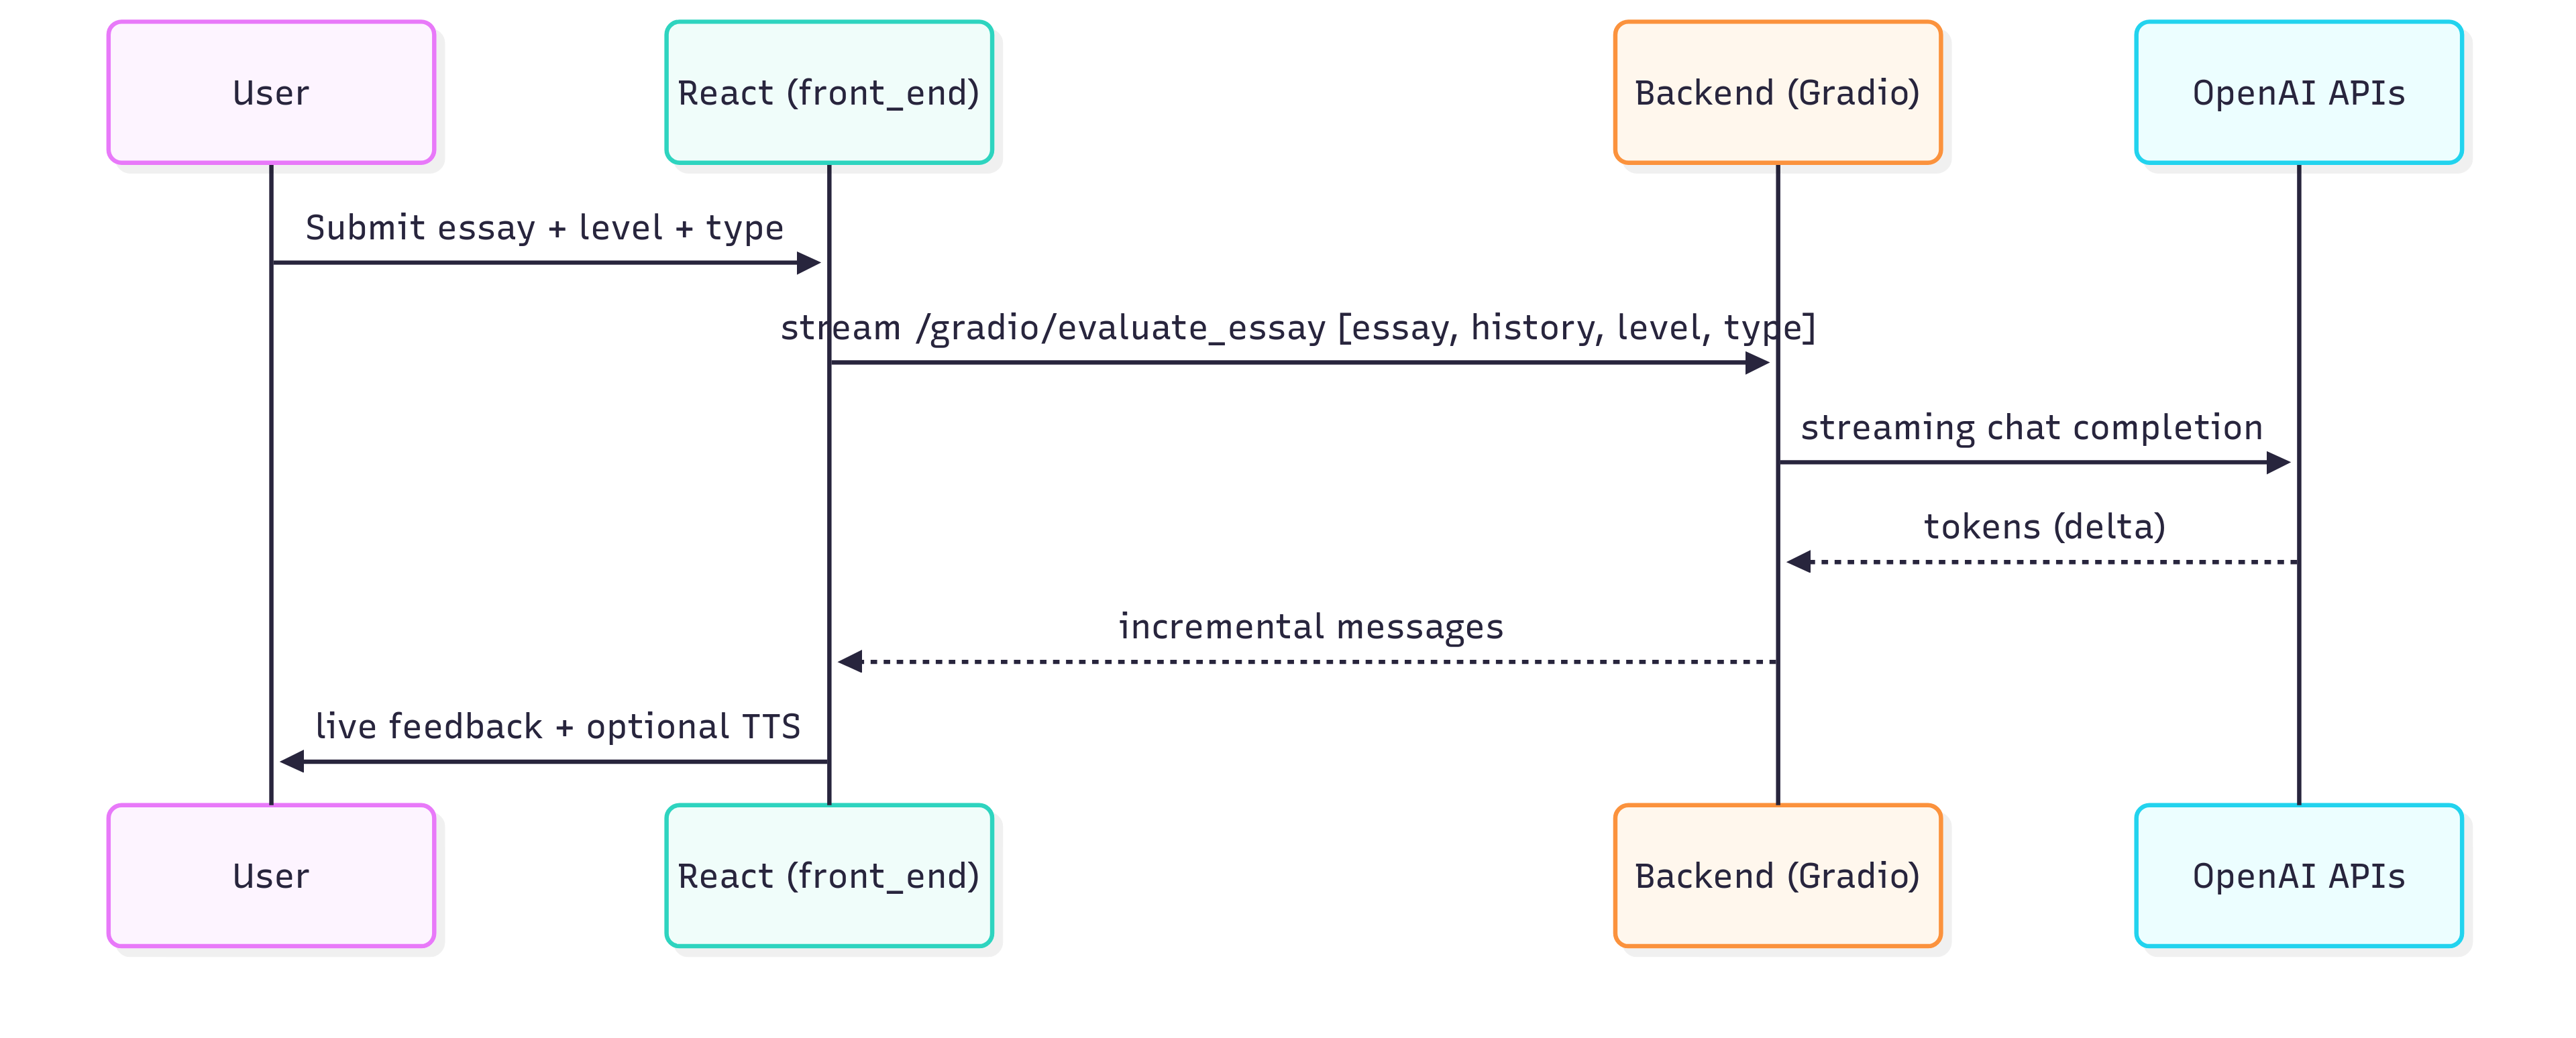 User
React (front_end)
Backend (Gradio)
OpenAI APIs
Submit essay + level + type
stream /gradio/evaluate_essay [essay, history, level, type]
streaming chat completion
tokens (delta)
incremental messages
live feedback + optional TTS
User
React (front_end)
Backend (Gradio)
OpenAI APIs